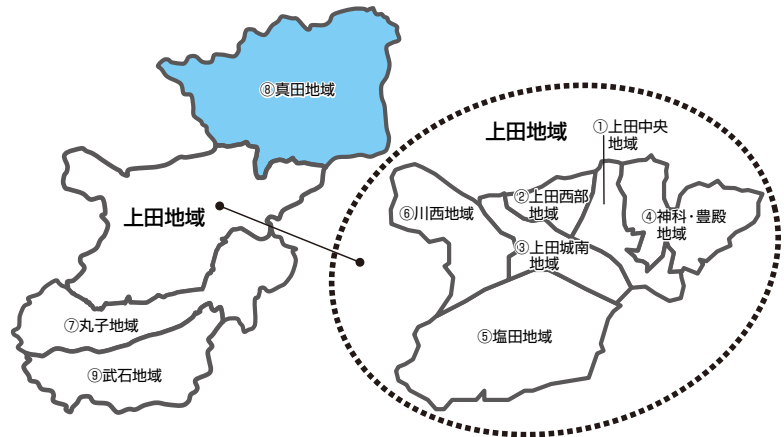 ⑧真田地域
上田地域
⑦丸子地域
⑨武石地域
上田地域
①上田中央
地域
②上田西部
地域
③上田城南
地域
④神科・豊殿
地域
⑥川西地域
⑤塩田地域